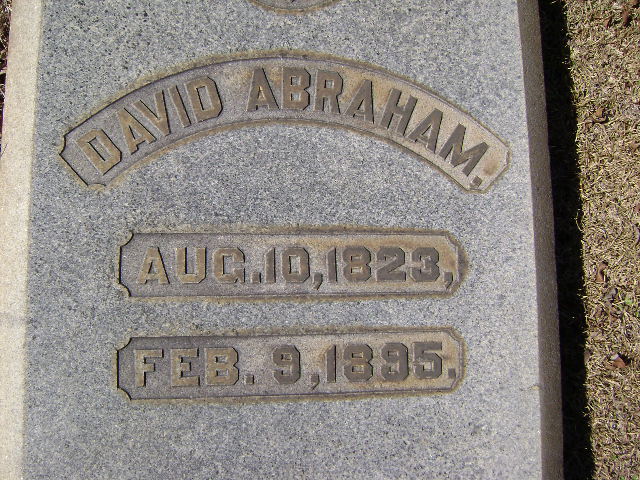 DAVID ABRAHAM.
AUG. 10, 1823,
FEB. 9, 1895.